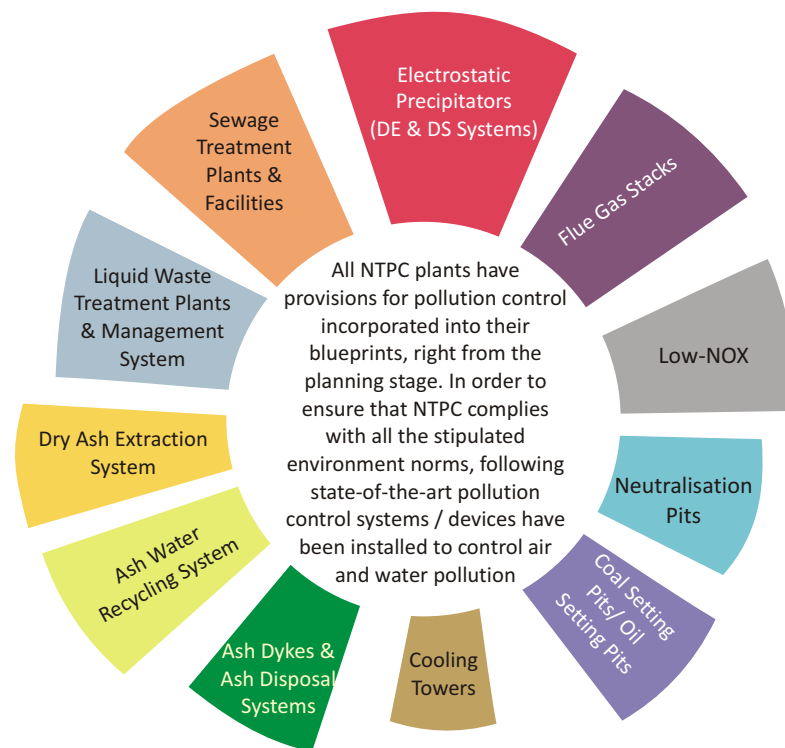 Electrostatic
Precipitators
(DE & DS Systems)
Flue Gas Stacks
Low-NOX
Neutralisation
Pits
Coal Setting
Pits/ Oil
Setting Pits
Cooling
Towers
Ash Dykes &
Ash Disposal
Systems
Ash Water
Recycling System
Dry Ash Extraction
System
Liquid Waste
Treatment Plants
& Management
System
Sewage
Treatment
Plants &
Facilities
All NTPC plants have
provisions for pollution control
incorporated into their
blueprints, right from the
planning stage. In order to
ensure that NTPC complies
with all the stipulated
environment norms, following
state-of-the-art pollution
control systems / devices have
been installed to control air
and water pollution